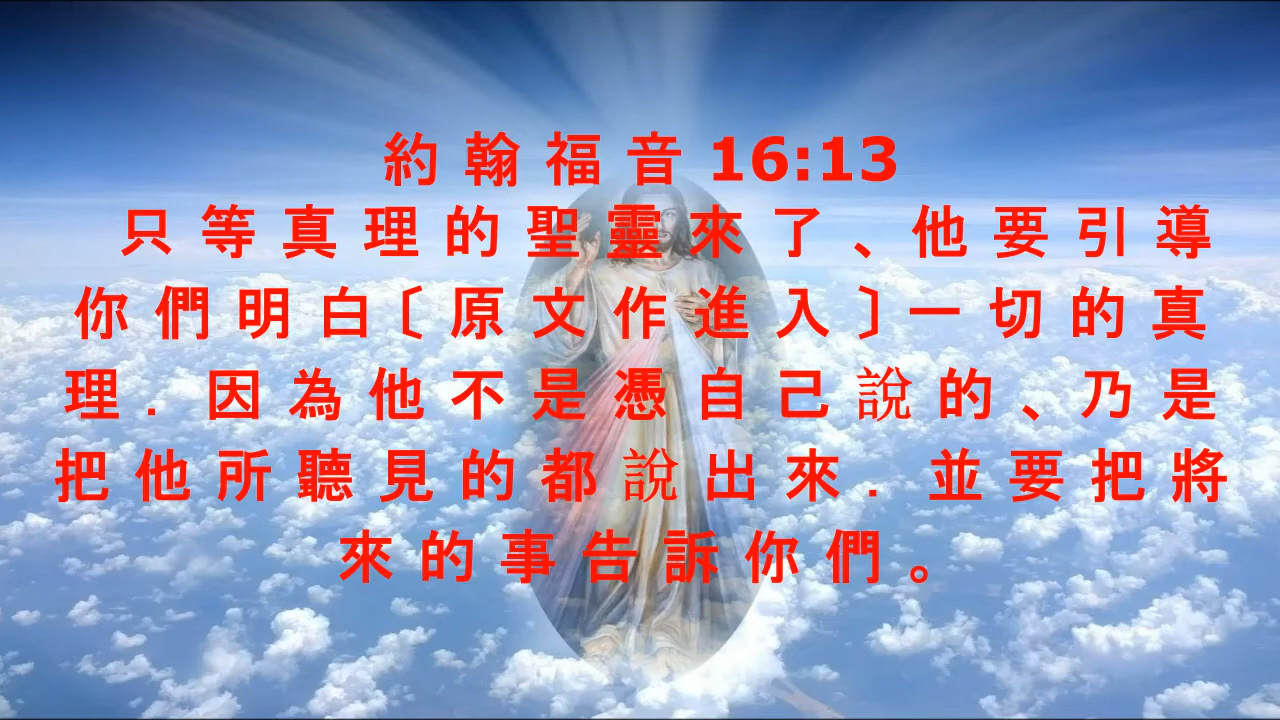 約翰福音 16:13
只等真理的聖靈來了、他要引導
你們明白〔原文作進入〕一切的真
理．因為他不是憑自己說的、乃是
把他所聽見的都說出來．並要把將
來的事告訴你們。